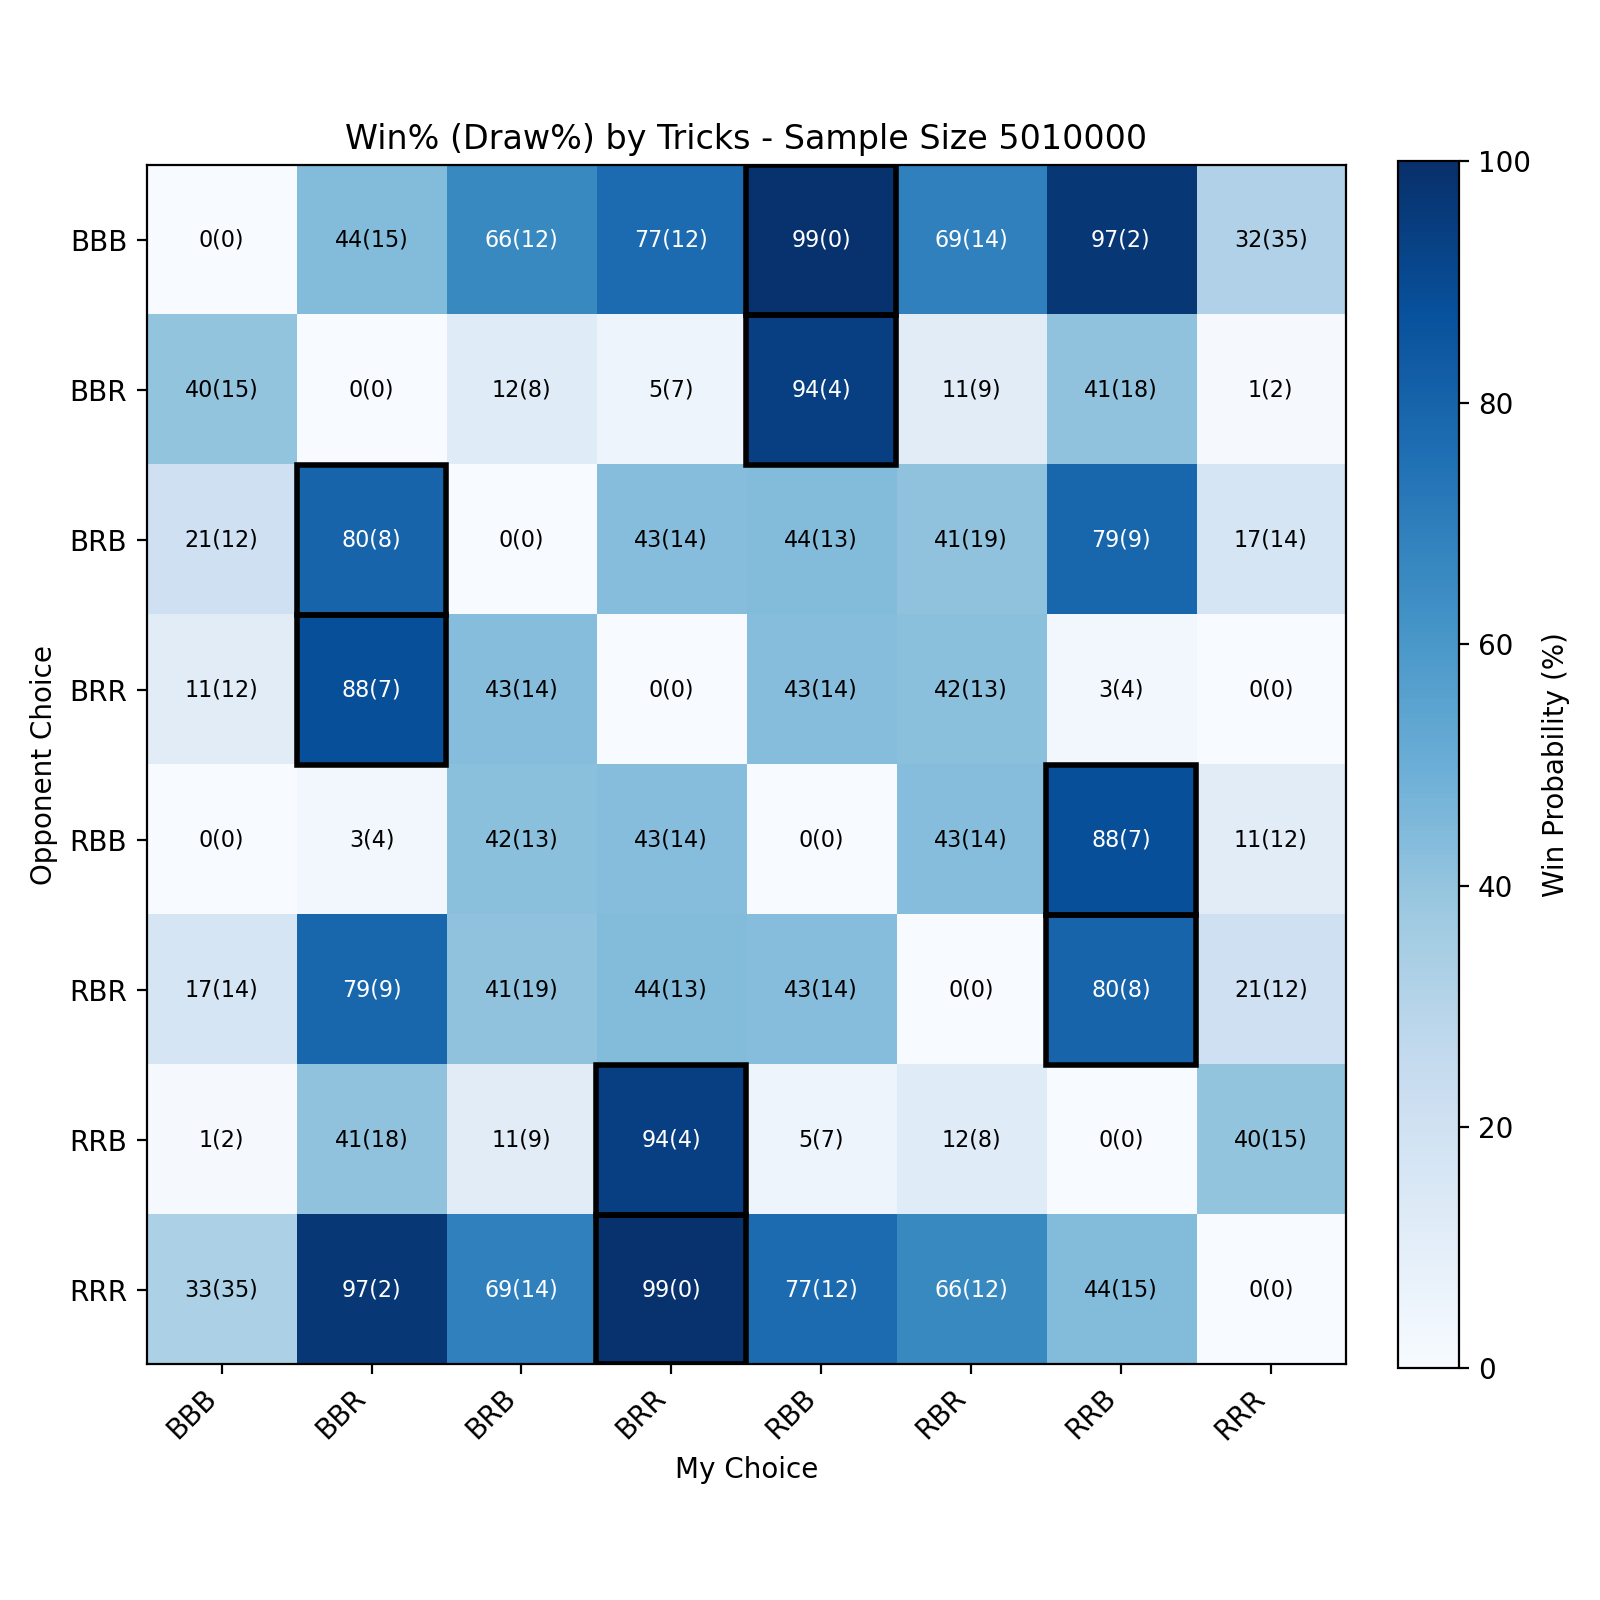 Win% (Draw%) by Tricks - Sample Size 5010000
BBB 0(0) 44(15) 66(12) 77(12) 99(0) 69(14) 97(2) 32(35)
BBR 40(15) 0(0) 12(8) 5(7) 94(4) 11(9) 41(18) 1(2)
BRB 21(12) 80(8) 0(0) 43(14) 44(13) 41(19) 79(9) 17(14)
BRR 11(12) 88(7) 43(14) 0(0) 43(14) 42(13) 3(4) 0(0)
RBB 0(0) 3(4) 42(13) 43(14) 0(0) 43(14) 88(7) 11(12)
RBR 17(14) 79(9) 41(19) 44(13) 43(14) 0(0) 80(8) 21(12)
RRB 1(2) 41(18) 11(9) 94(4) 5(7) 12(8) 0(0) 40(15)
RRR 33(35) 97(2) 69(14) 99(0) 77(12) 66(12) 44(15) 0(0)
BBB BBR BRB BRR RBB RBR RRB RRR
My Choice
Opponent Choice
100
80
60
40
20
0
Win Probability (%)